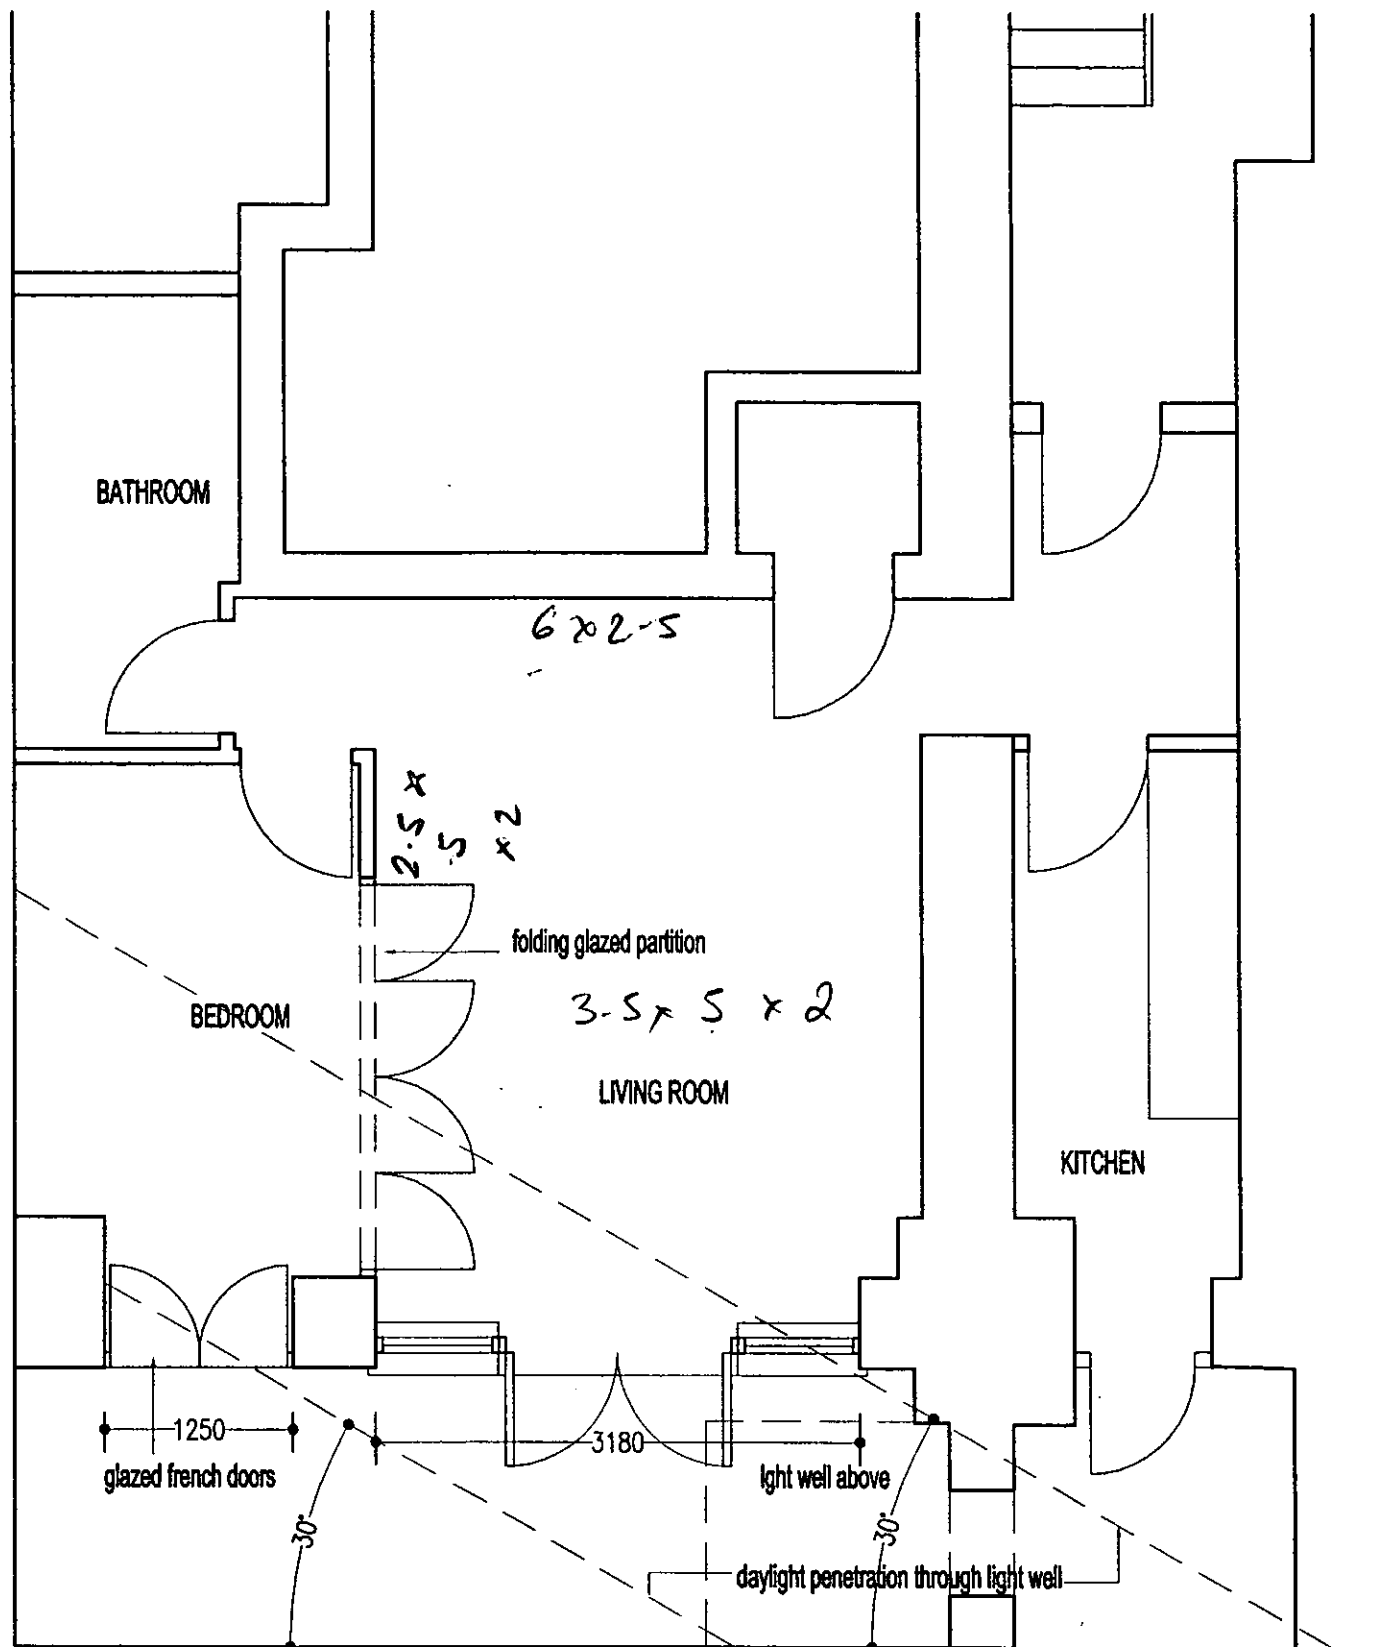 BATHROOM
6 x 2-5
2.5 x
.5
x 2
folding glazed partition
BEDROOM
3-5 x 5 x 2
LIVING ROOM
KITCHEN
1250
3180
glazed french doors
lght well above
30°
30°
daylight penetration through light well